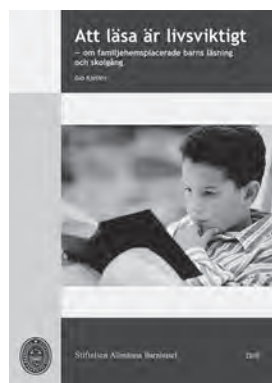 Att läsa är livsviktigt
– om familjehemsplacerade barns läsning
och skolgång
Stiftelsen Allmänna Barnhuset